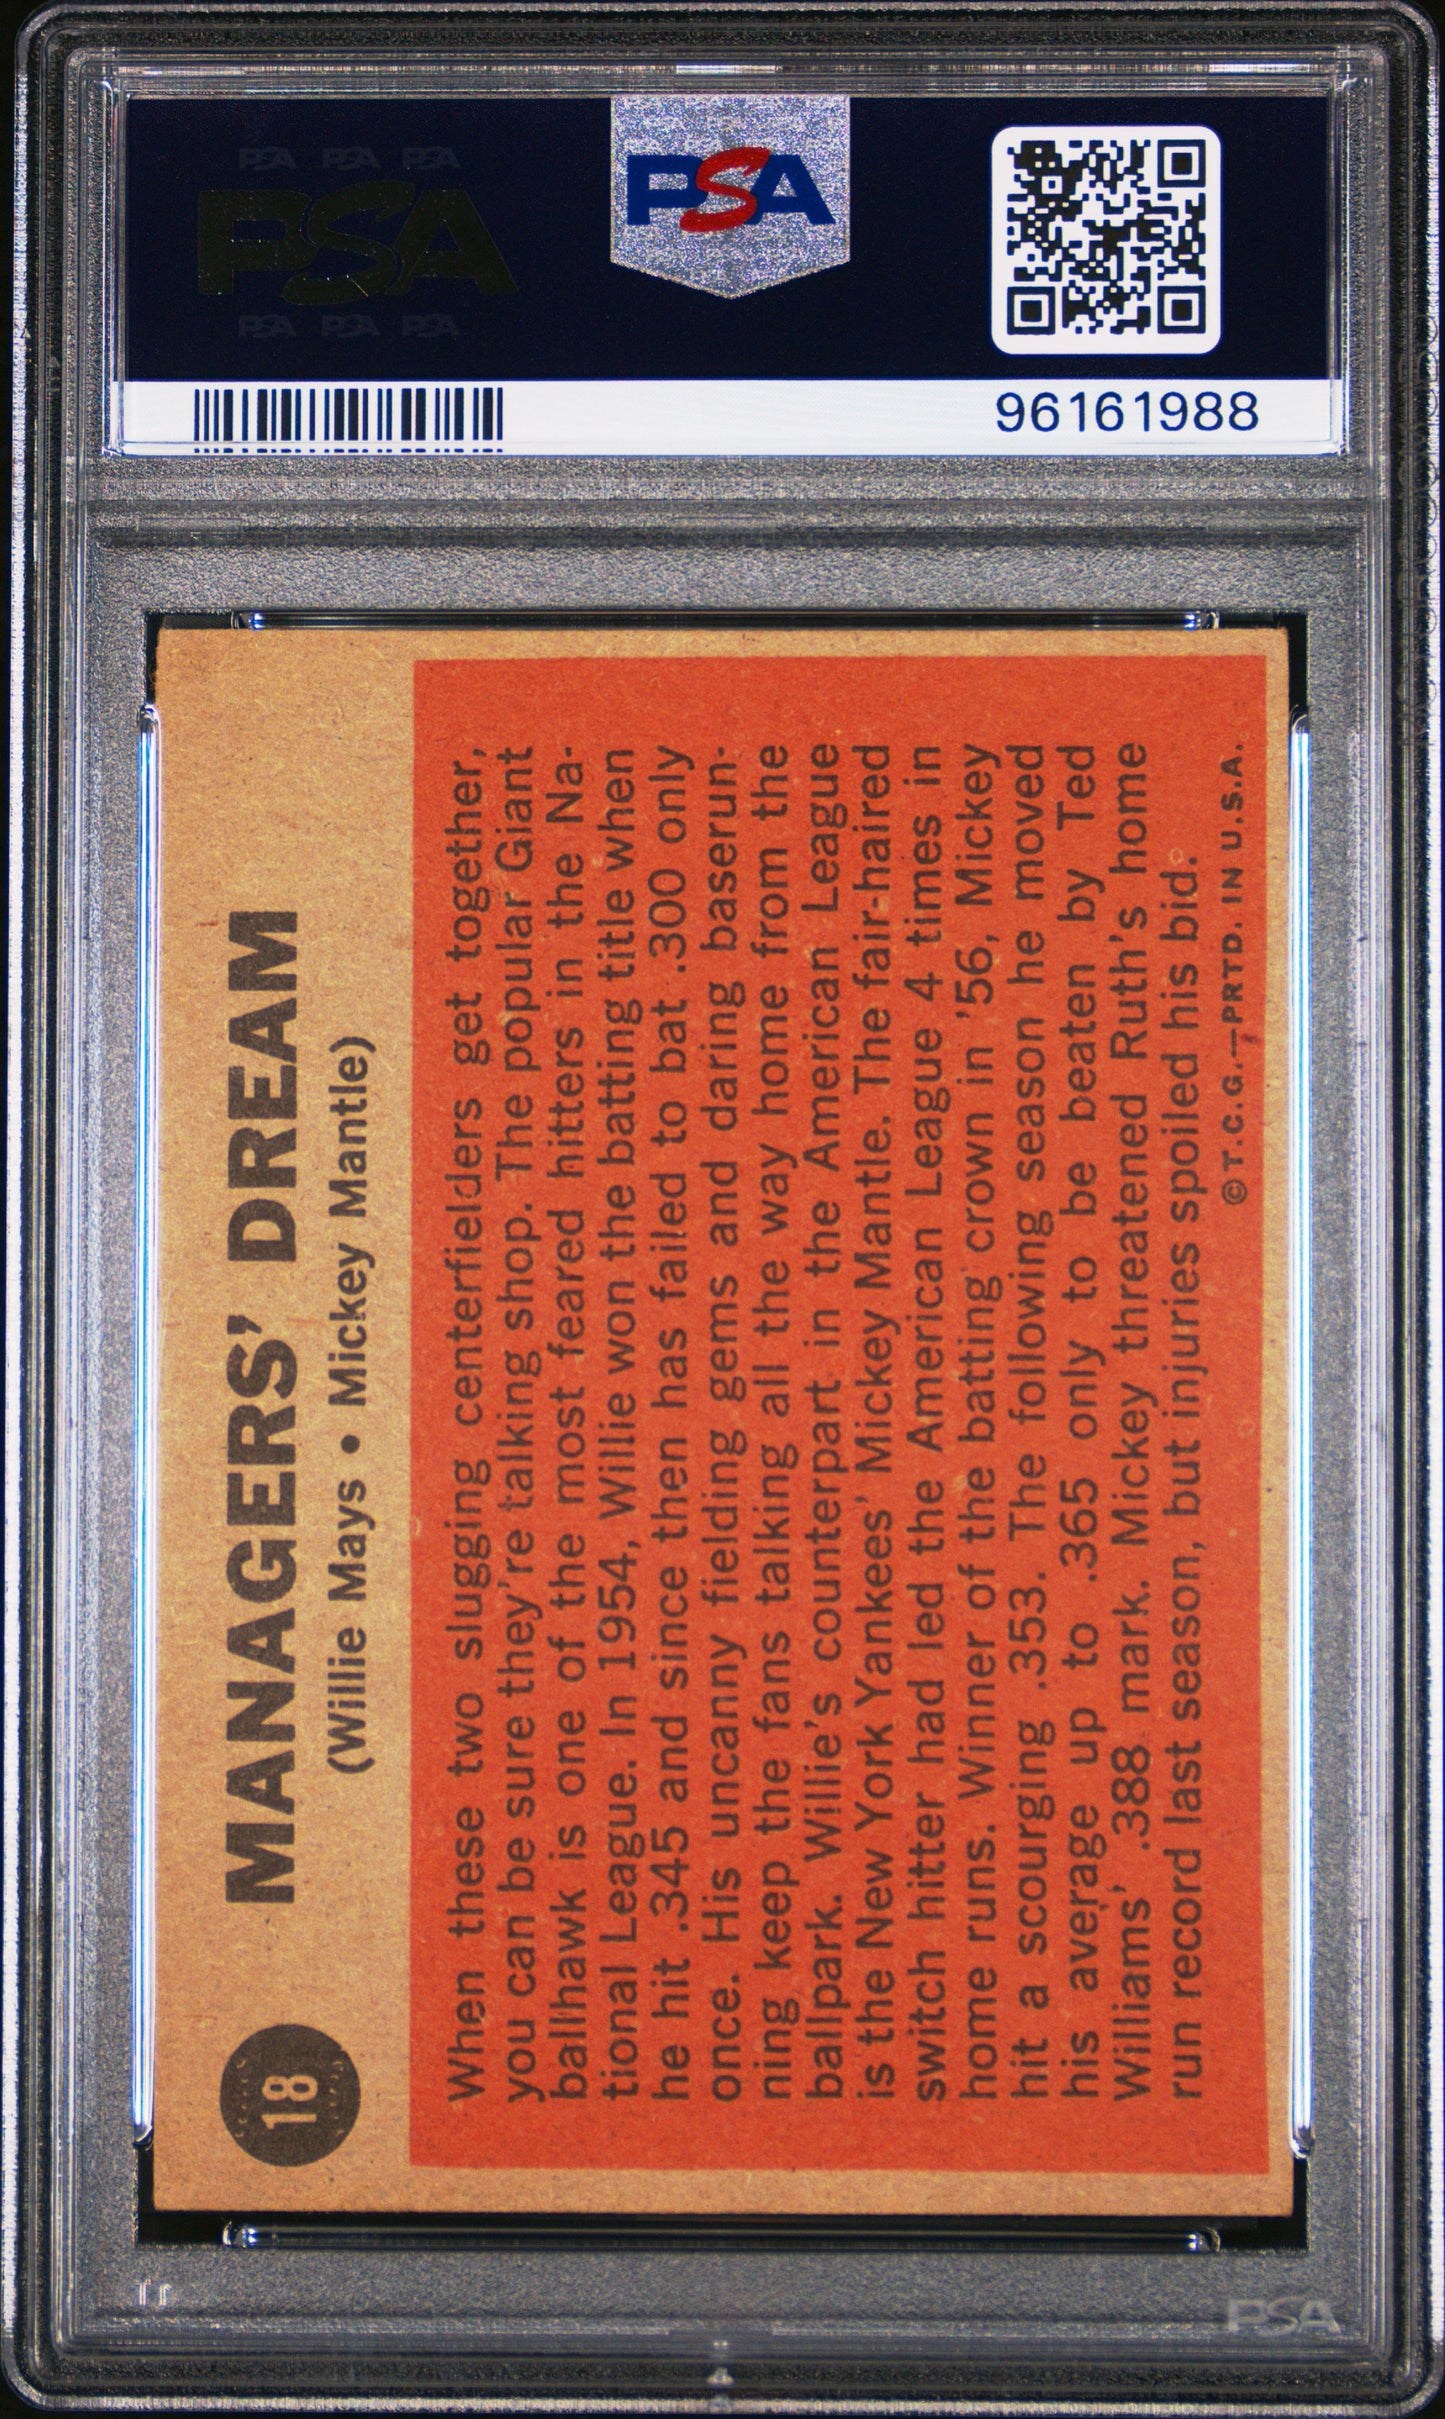 PSA PSA PSA
PSA
PSA PSA PSA
PSA
96161988
18
MANAGERS' DREAM
(Willie Mays • Mickey Mantle)
When these two slugging centerfielders get together,
you can be sure they're talking shop. The popular Giant
ballhawk is one of the most feared hitters in the Na-
tional League. In 1954, Willie won the batting title when
he hit .345 and since then has failed to bat .300 only
once. His uncanny fielding gems and daring baserun-
ning keep the fans talking all the way home from the
ballpark. Willie's counterpart in the American League
is the New York Yankees' Mickey Mantle. The fair-haired
switch hitter had led the American League 4 times in
home runs. Winner of the batting crown in '56, Mickey
hit a scourging .353. The following season he moved
his average up to .365 only to be beaten by Ted
Williams' .388 mark. Mickey threatened Ruth's home
run record last season, but injuries spoiled his bid.
© T.C.G.—PRTD. IN U.S.A.
PSA